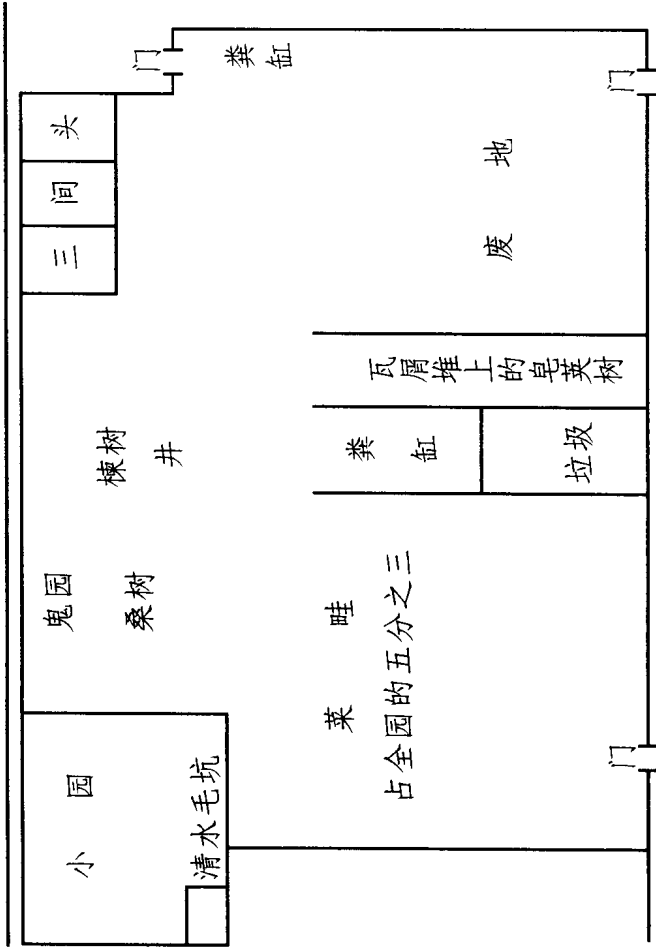 小园
鬼园
三间头
楝树
桑树
门
井
清水毛坑
粪缸
菜畦
占全园的五分之三
粪缸
瓦屑堆上的皂荚树
废地
垃圾
门
门